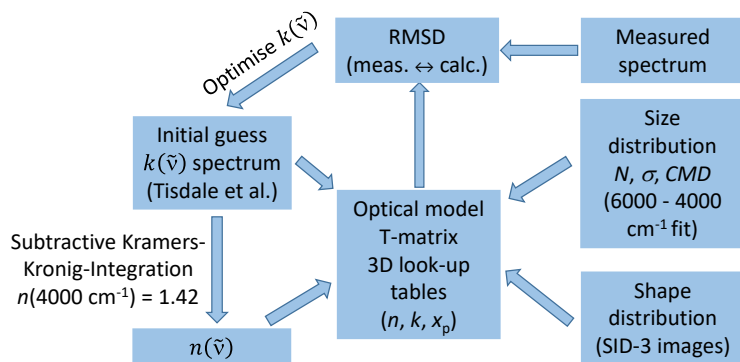 Optimise k(ṽ)
RMSD
(meas. ↔ calc.)
Measured
spectrum
Initial guess
k(ṽ) spectrum
(Tisdale et al.)
Size
distribution
N, σ, CMD
(6000 - 4000
cm⁻¹ fit)
Optical model
T-matrix
3D look-up
tables
(n, k, xₚ)
Subtractive Kramers-
Kronig-Integration
n(4000 cm⁻¹) = 1.42
n(ṽ)
Shape
distribution
(SID-3 images)